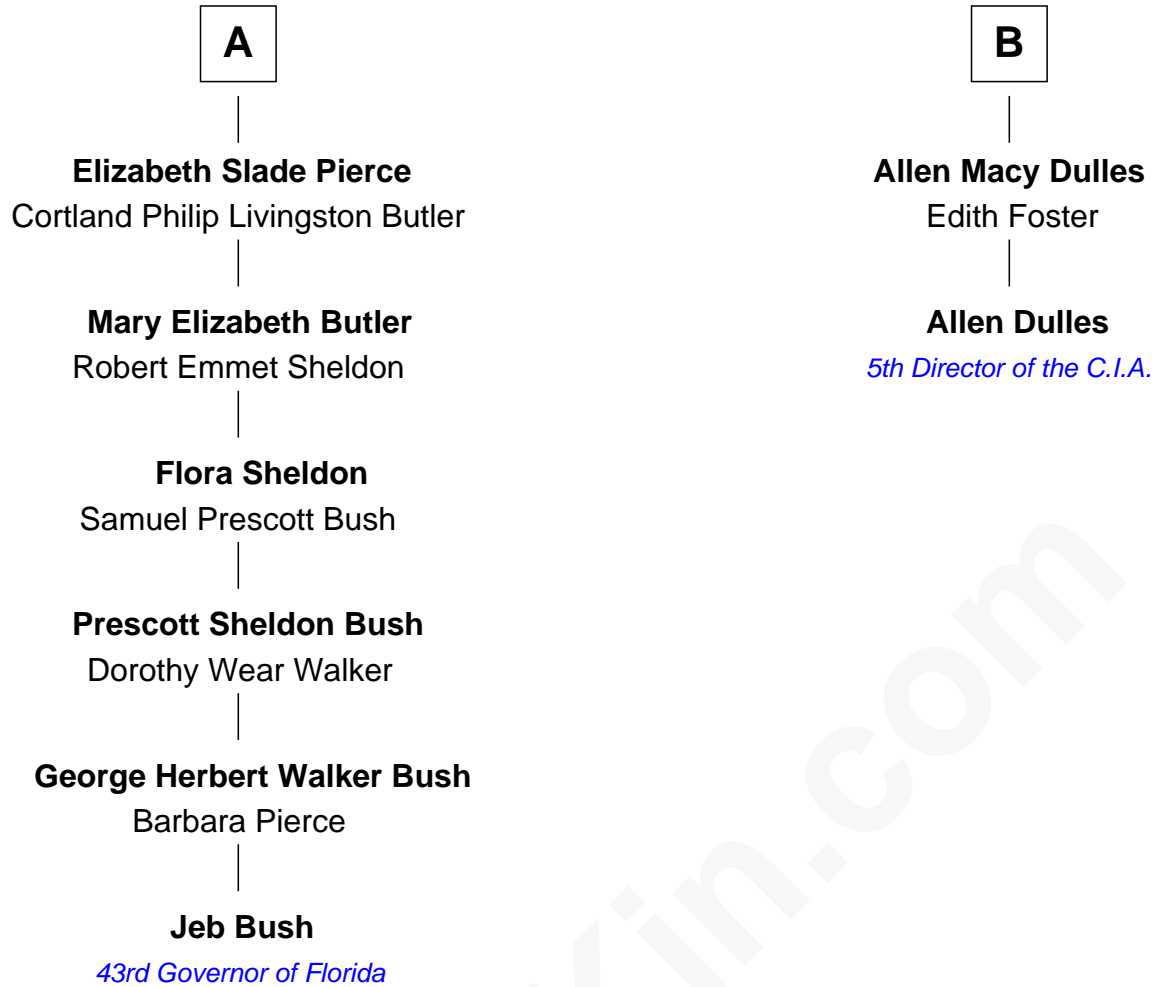 A
Elizabeth Slade Pierce
Cortland Philip Livingston Butler
Mary Elizabeth Butler
Robert Emmet Sheldon
Flora Sheldon
Samuel Prescott Bush
Prescott Sheldon Bush
Dorothy Wear Walker
George Herbert Walker Bush
Barbara Pierce
Jeb Bush
43rd Governor of Florida
B
Allen Macy Dulles
Edith Foster
Allen Dulles
5th Director of the C.I.A.